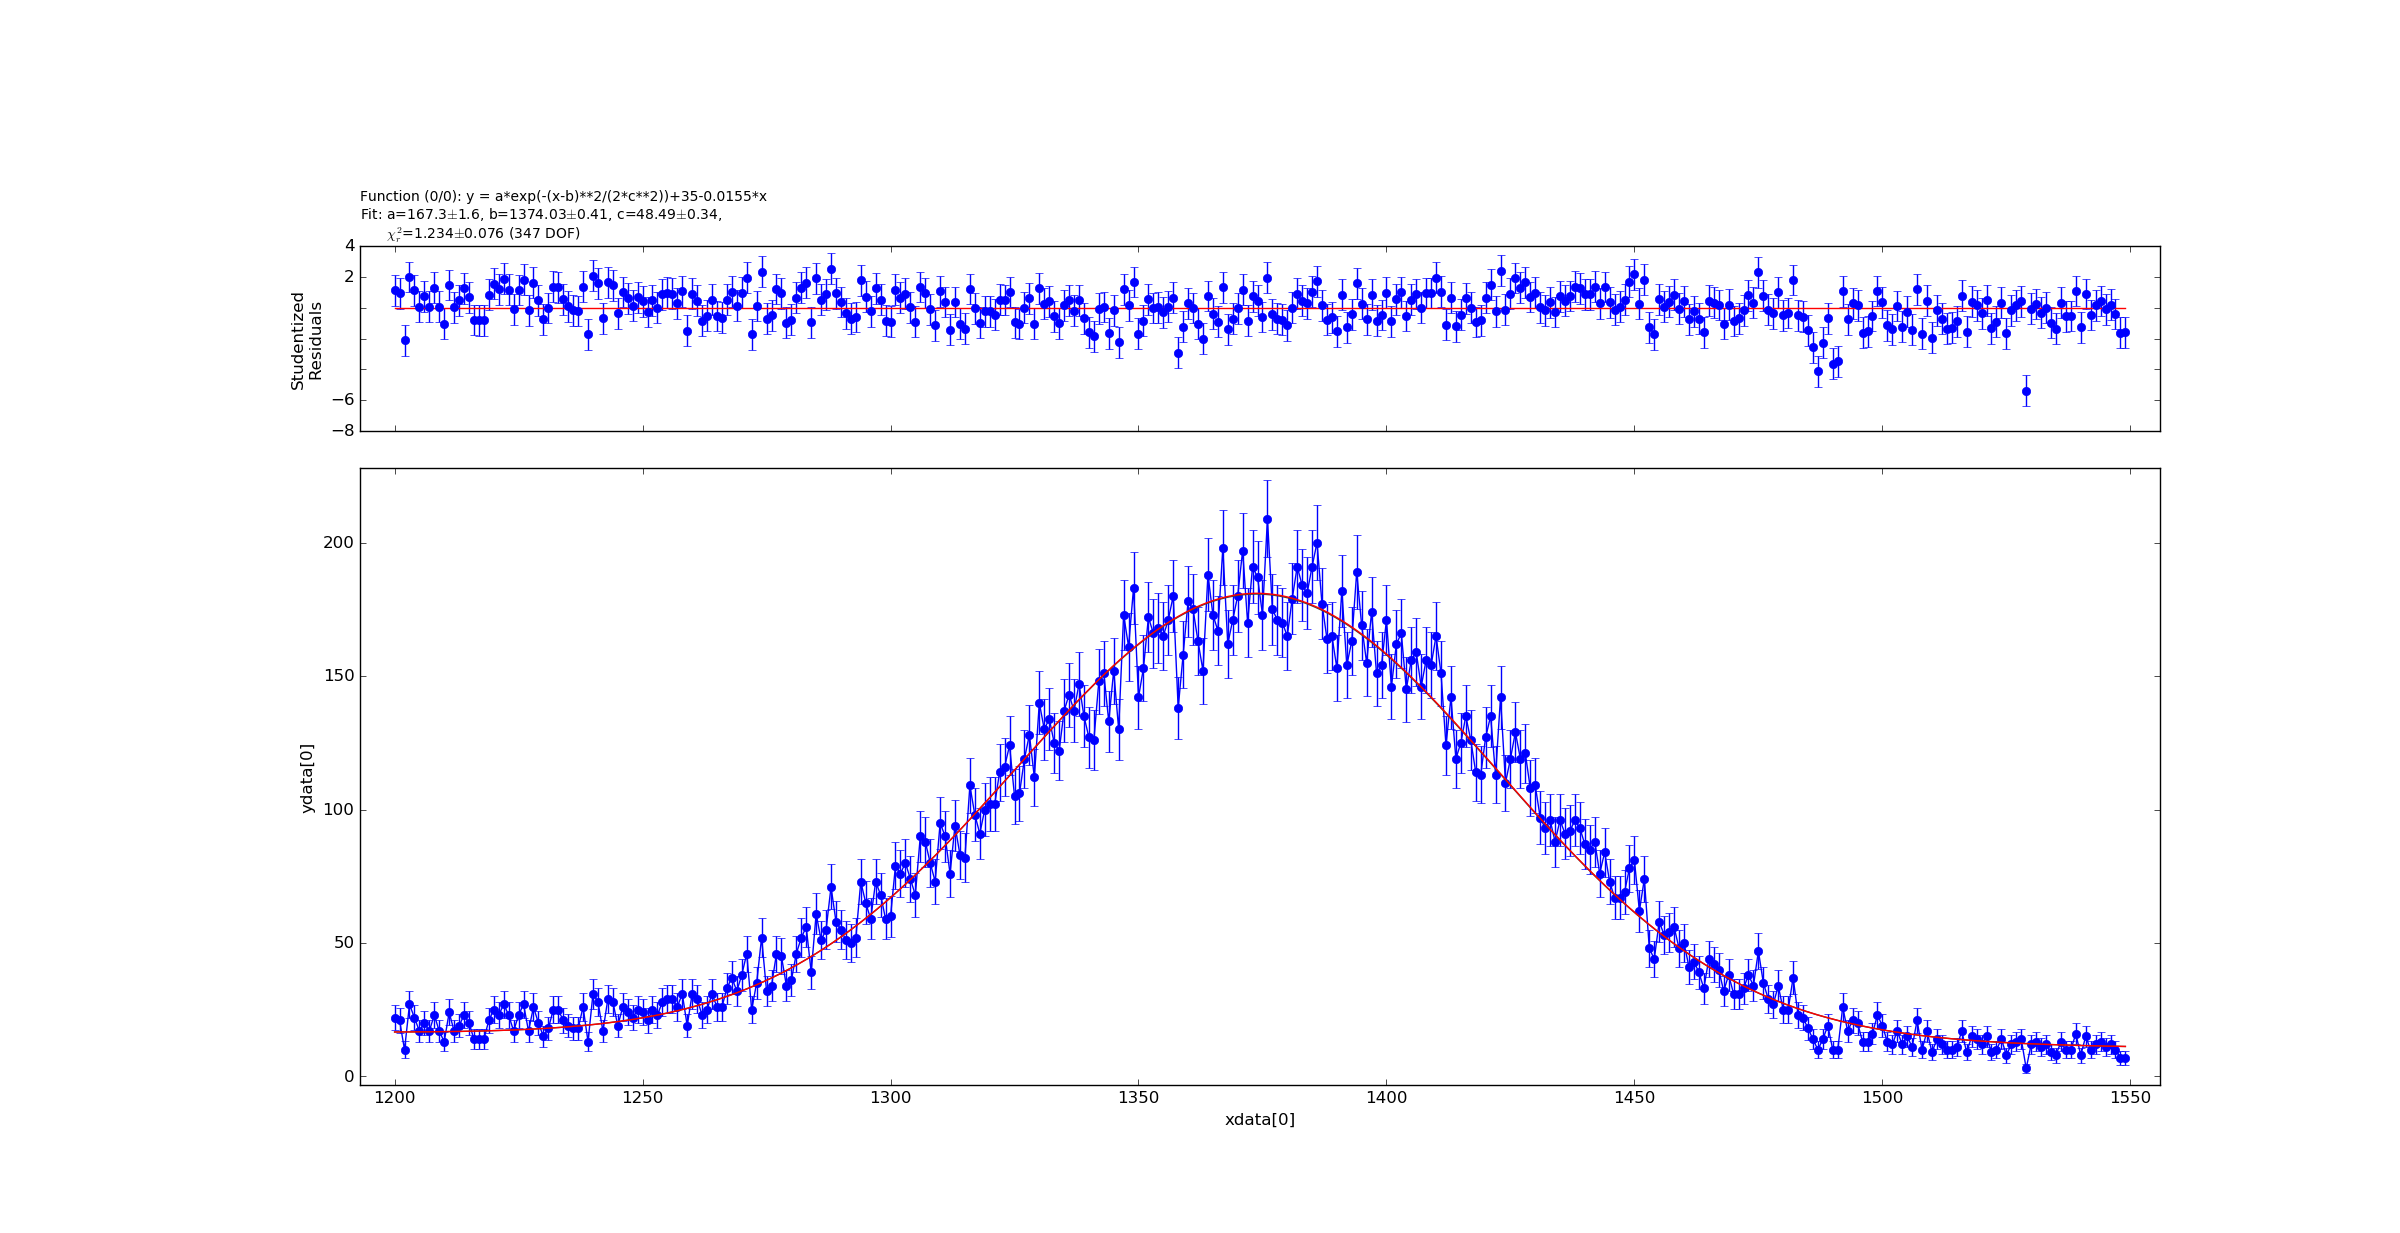 Function (0/0): y = a*exp(-(x-b)**2/(2*c**2))+35-0.0155*x
Fit: a=167.3±1.6, b=1374.03±0.41, c=48.49±0.34,
χ²ᵣ=1.234±0.076 (347 DOF)
4
2
−6
−8
Studentized
Residuals
200
150
100
50
0
ydata[0]
1200 1250 1300 1350 1400 1450 1500 1550
xdata[0]